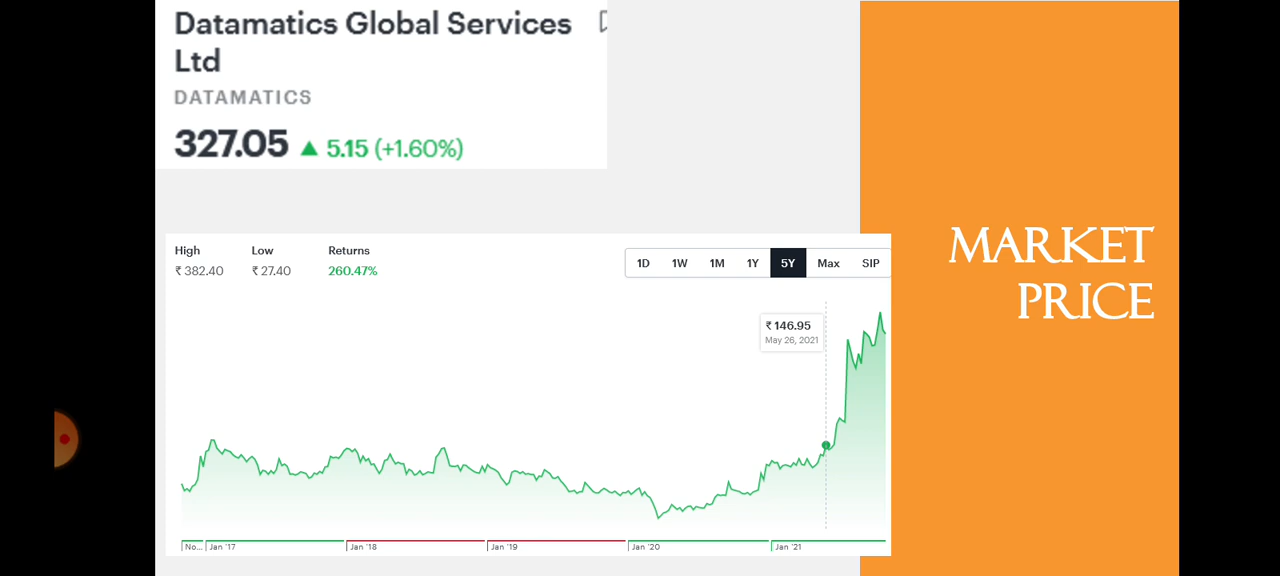 Datamatics Global Services
Ltd
DATAMATICS
327.05 ▲ 5.15 (+1.60%)
MARKET
PRICE
High Low Returns
₹ 382.40 ₹ 27.40 260.47%
1D 1W 1M 1Y 5Y Max SIP
₹ 146.95
May 26, 2021
No... Jan '17 Jan '18 Jan '19 Jan '20 Jan '21